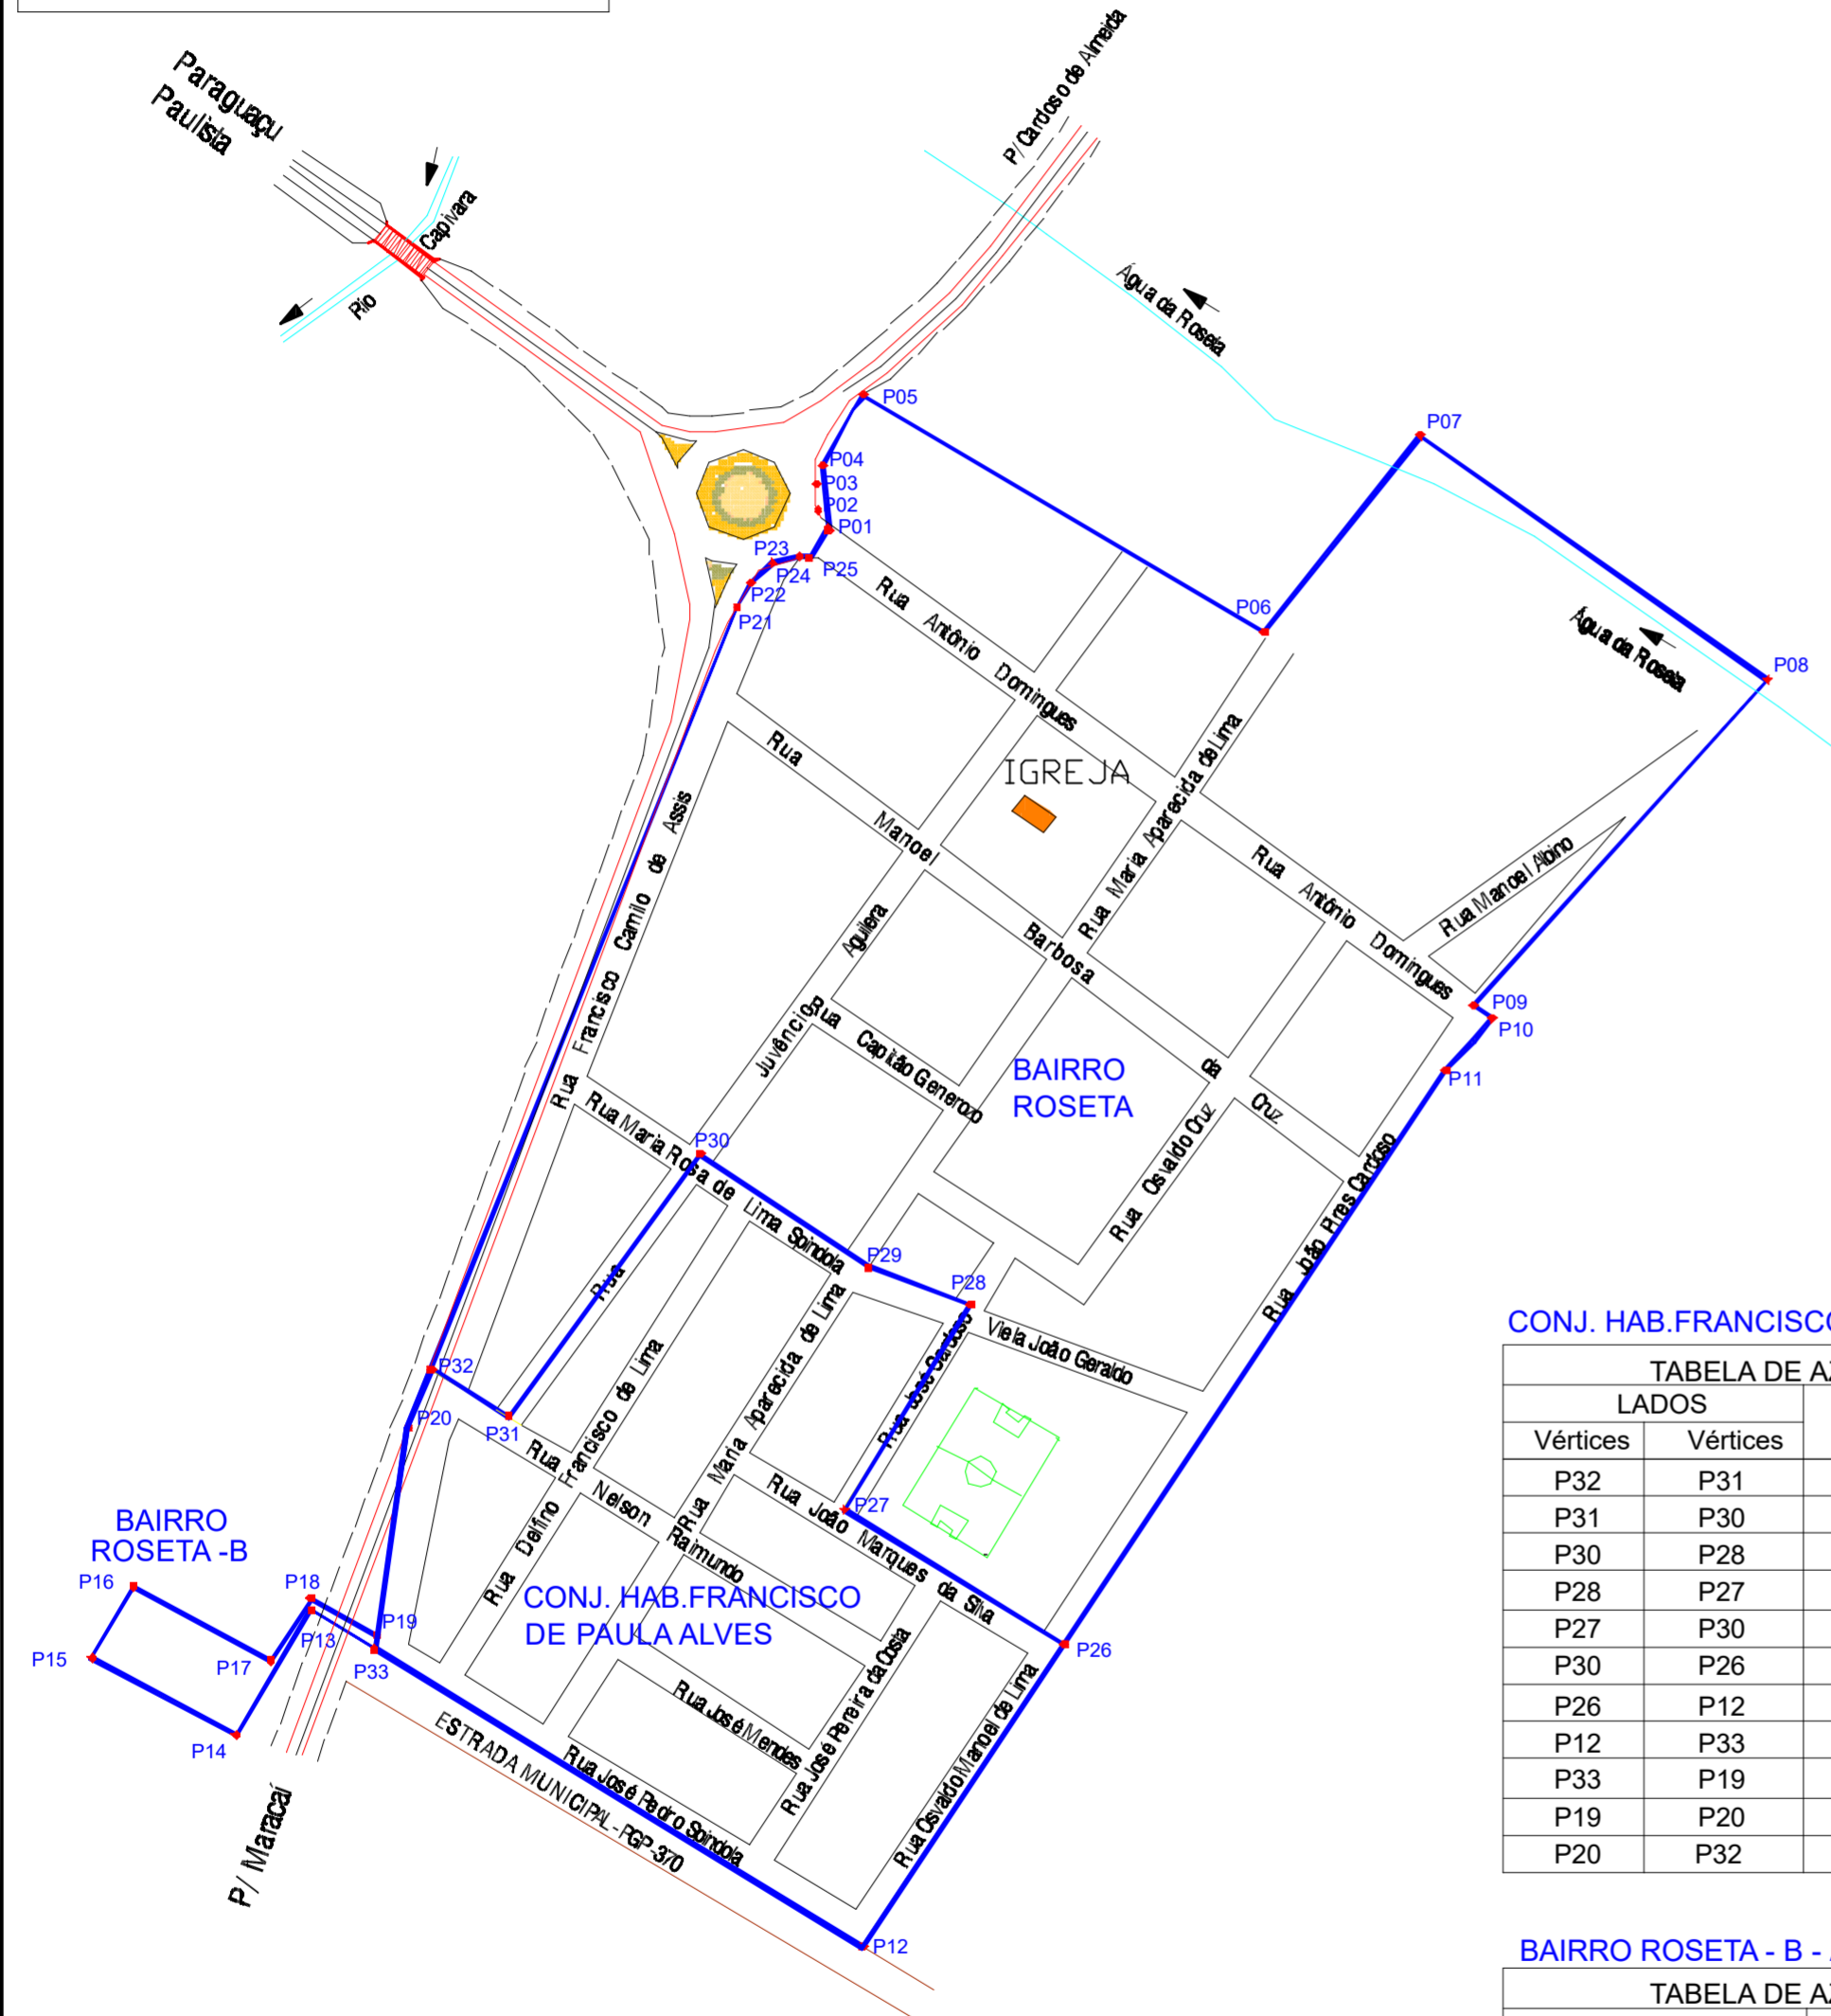 Paraguaçu
Paulista
P/ Cardoso de Almeida
Capivara
Rio
Água da Roseta
P05
P07
P04
P03
P02
P01
P23
P24
P25
P22
P21
P06
Água da Roseta
P08
Rua Antônio Domingues
Rua Manoel Barbosa da Cruz
IGREJA
Rua Maria Aparecida de Lima
Rua Francisco Camilo de Assis
Rua Juvêncio Aguilera
Rua Antônio Domingues
Rua Manoel Albino
Rua Capitão Generozo
P09
P10
P11
BAIRRO
ROSETA
Rua Osvaldo Cruz
Rua João Pires Cardoso
Rua Maria Rosa de Lima Spindola
P30
P29
P28
Viela João Geraldo
Rua José Cardoso
Rua Maria Aparecida de Lima
Rua Delfino Francisco de Lima
P32
P31
P20
Rua Nelson Raimundo
P27
Rua João Marques da Silva
P26
BAIRRO
ROSETA -B
P16
P18
P19
P13
P15
P17
P33
P14
CONJ. HAB.FRANCISCO
DE PAULA ALVES
Rua José Mendes
Rua José Pereira da Costa
Rua Osvaldo Manoel de Lima
Rua José Pedro Spindola
ESTRADA MUNICIPAL - PGP-370
P/ Maracaí
P12
CONJ. HAB.FRANCISCO
TABELA DE
LADOS
Vértices Vértices
P32 P31
P31 P30
P30 P28
P28 P27
P27 P30
P30 P26
P26 P12
P12 P33
P33 P19
P19 P20
P20 P32
BAIRRO ROSETA - B -
TABELA DE